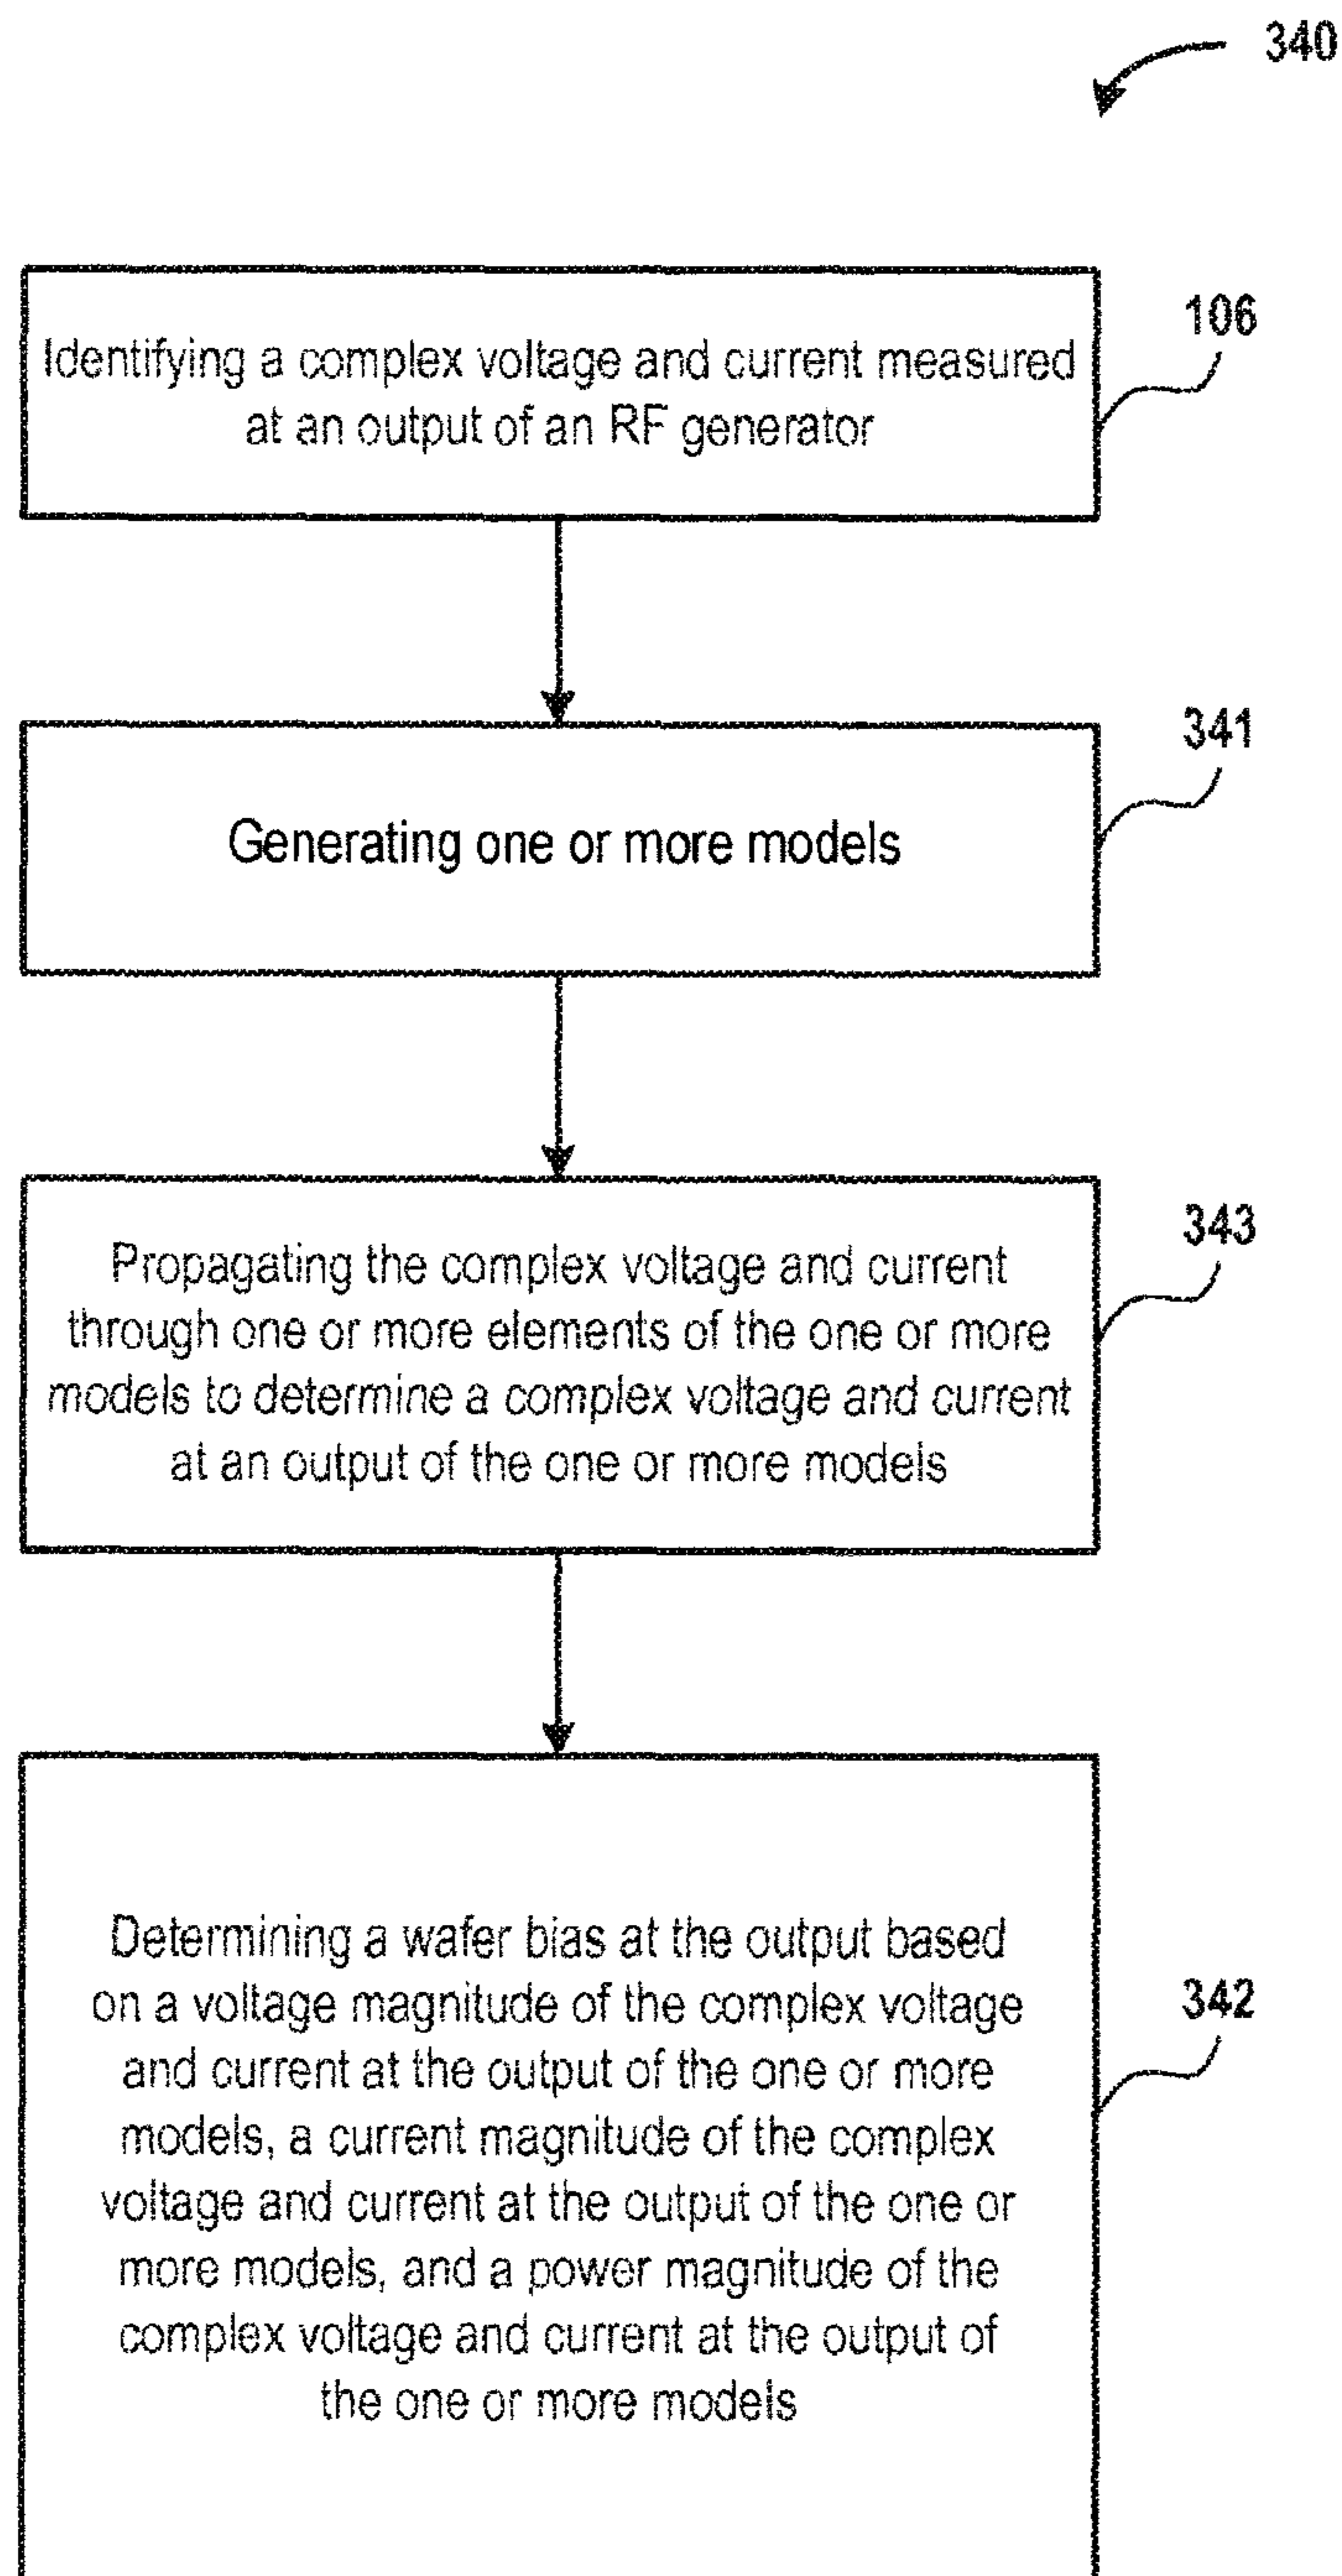 340
106
Identifying a complex voltage and current measured
at an output of an RF generator
341
Generating one or more models
343
Propagating the complex voltage and current
through one or more elements of the one or more
models to determine a complex voltage and current
at an output of the one or more models
342
Determining a wafer bias at the output based
on a voltage magnitude of the complex voltage
and current at the output of the one or more
models, a current magnitude of the complex
voltage and current at the output of the one or
more models, and a power magnitude of the
complex voltage and current at the output of
the one or more models